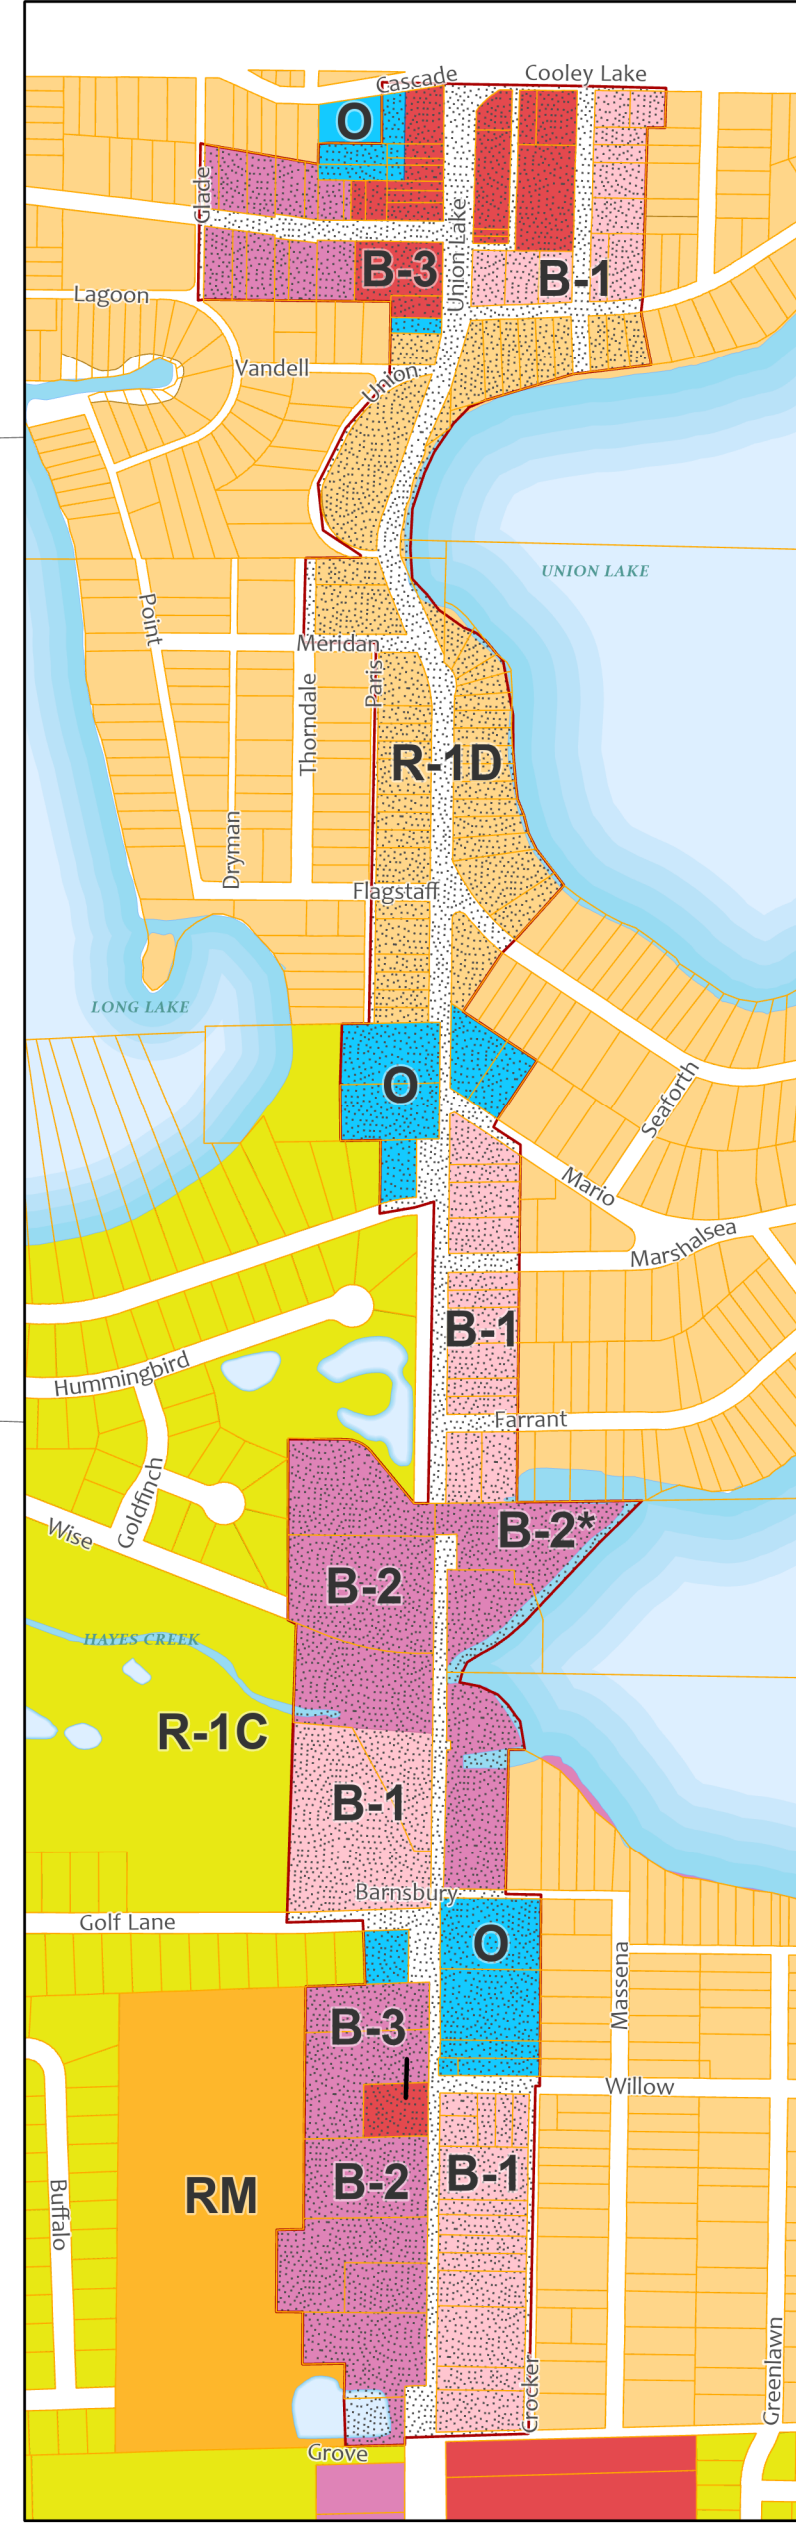 Cascade
Cooley Lake
O
Glade
Union Lake
B-3
B-1
Lagoon
Vandell
Union
UNION LAKE
Point
Meridan
Paris
Thorndale
R-1D
Dryman
Flagstaff
LONG LAKE
O
Seaforth
Mario
Marshalsea
B-1
Hummingbird
Farrant
Goldfinch
Wise
B-2*
B-2
HAYES CREEK
R-1C
B-1
Barnsbury
Golf Lane
O
Massena
B-3
Willow
B-1
B-2
RM
Buffalo
Greenlawn
Crocker
Grove